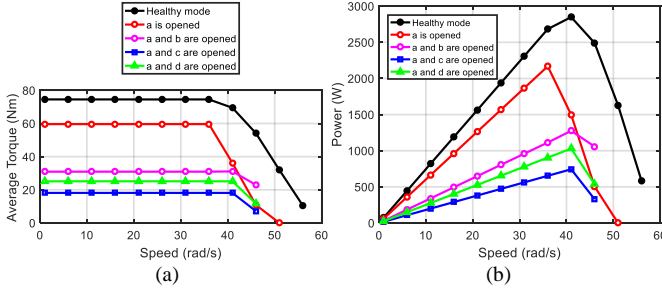 Healthy mode
a is opened
a and b are opened
a and c are opened
a and d are opened
Average Torque (Nm)
80
60
40
20
0
0 10 20 30 40 50 60
Speed (rad/s)
(a)
Healthy mode
a is opened
a and b are opened
a and c are opened
a and d are opened
Power (W)
3000
2500
2000
1500
1000
500
0
0 10 20 30 40 50 60
Speed (rad/s)
(b)